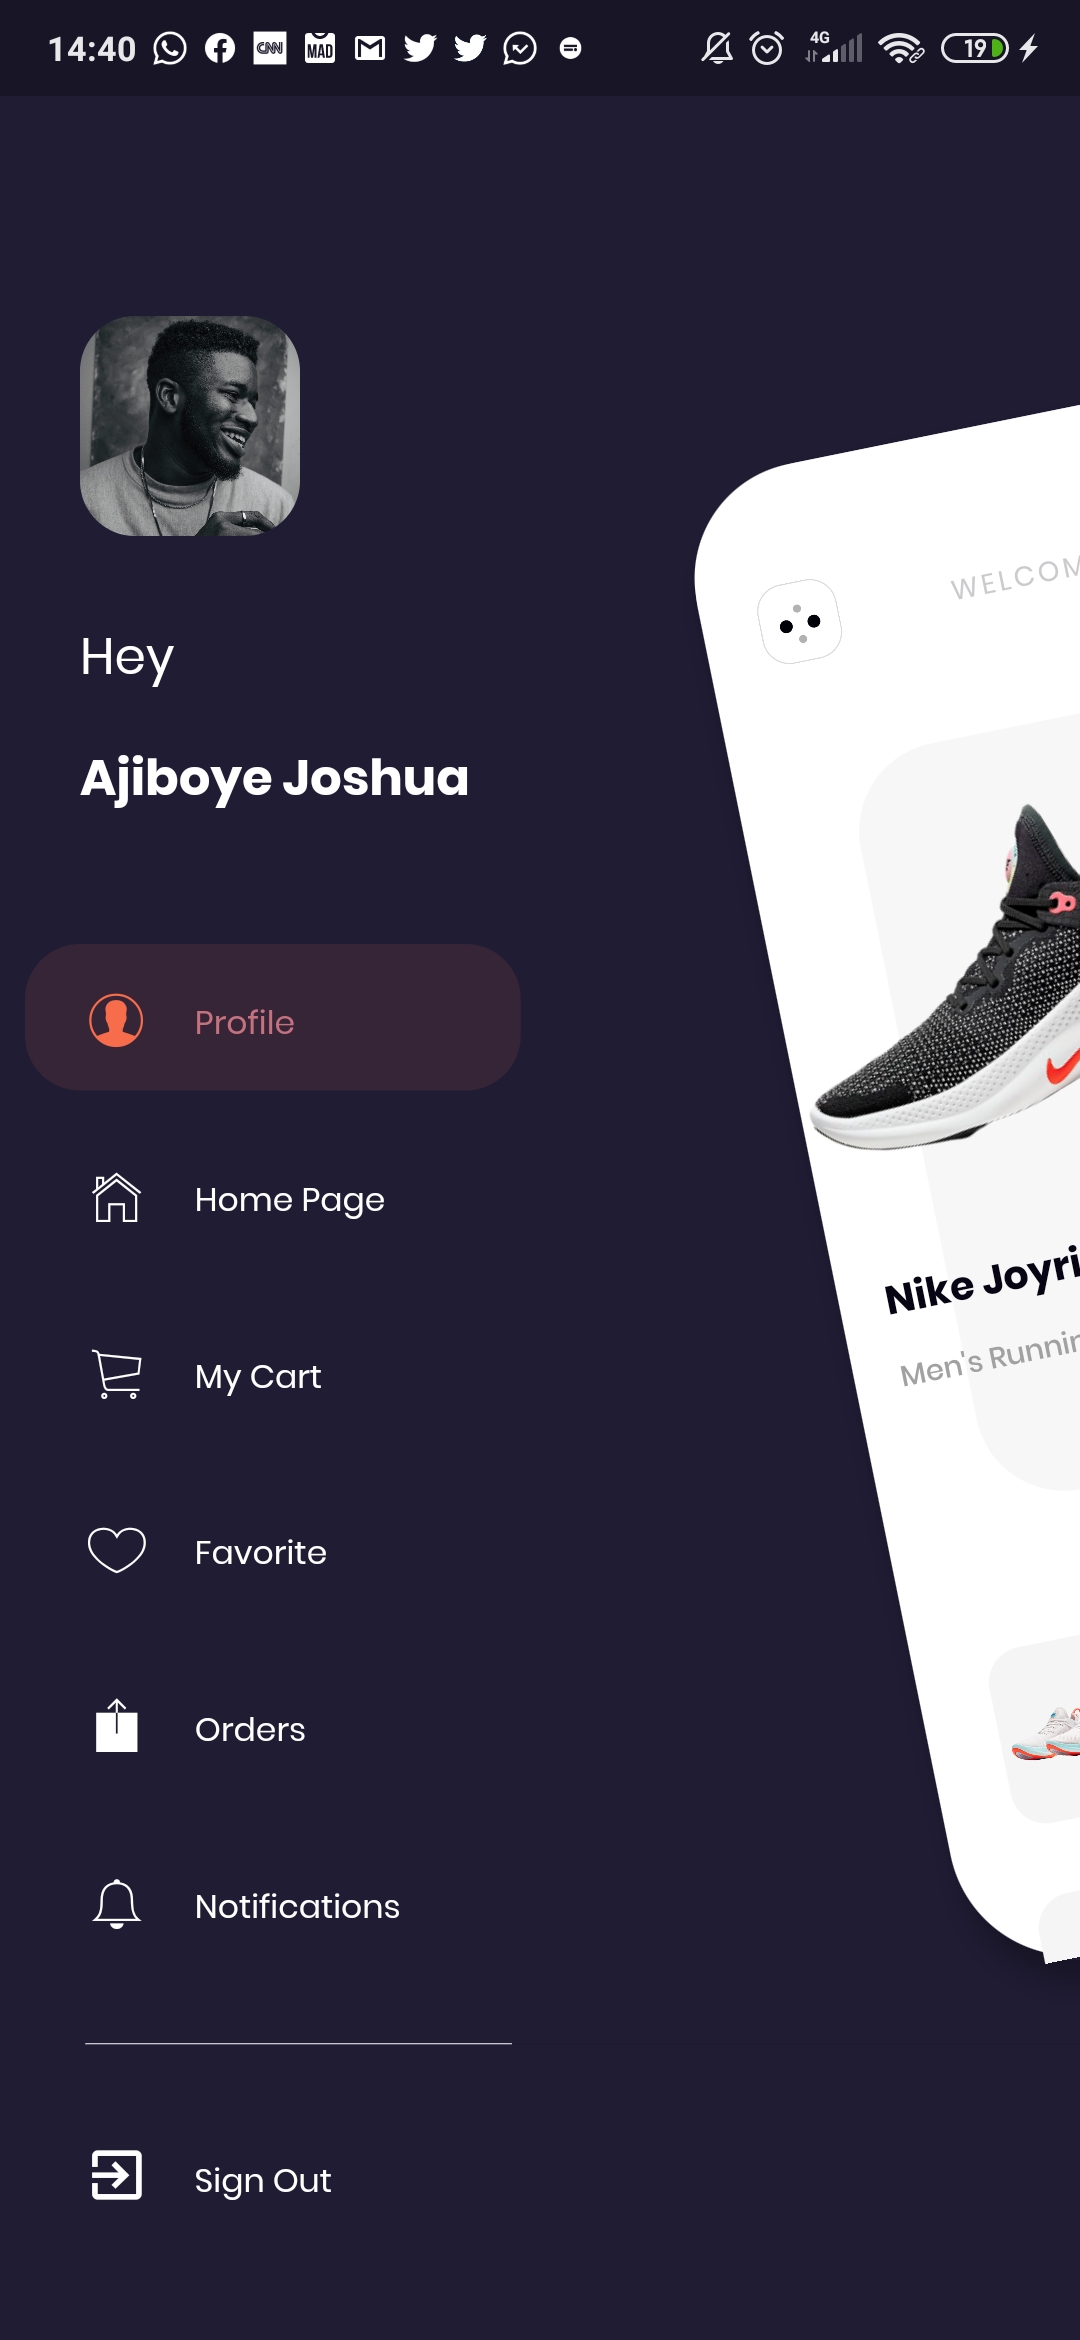 14:40 CNN MAD 4G 19
WELCOM
Hey
Ajiboye Joshua
Profile
Home Page
Nike Joyri
Men's Runnin
My Cart
Favorite
Orders
Notifications
Sign Out